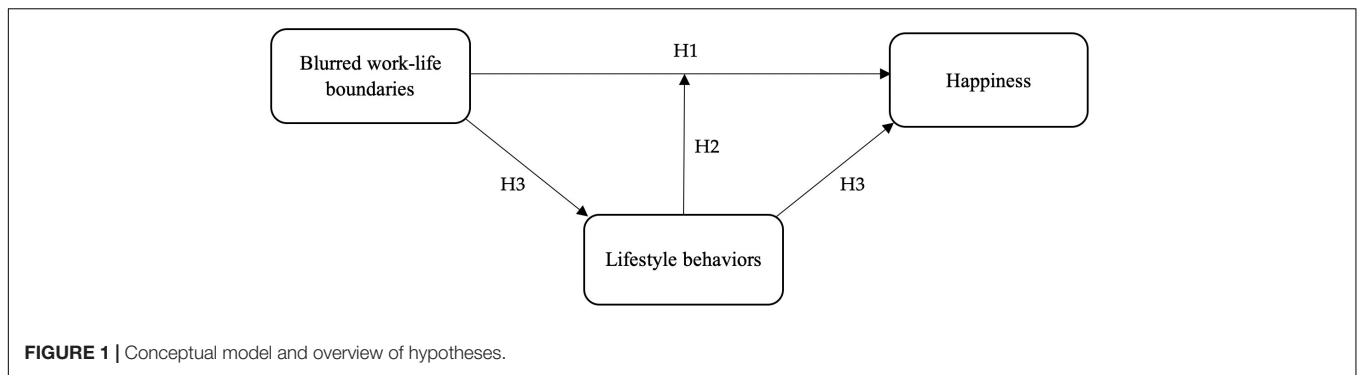 H1
Blurred work-life
boundaries
Happiness
H2
H3
H3
Lifestyle behaviors
FIGURE 1 | Conceptual model and overview of hypotheses.